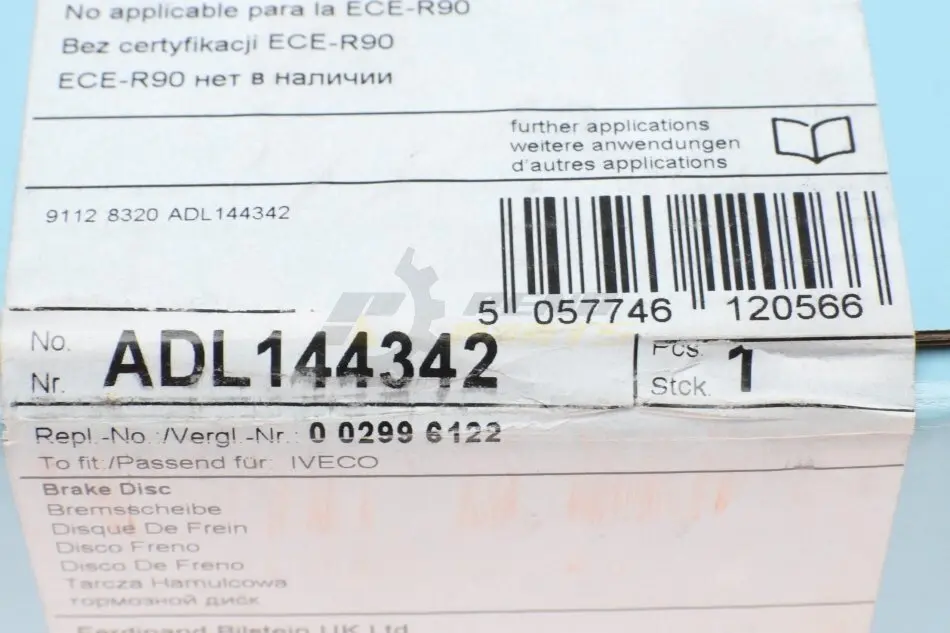 No applicable para la ECE-R90
Bez certyfikacji ECE-R90
ECE-R90 нет в наличии
further applications
weitere anwendungen
d'autres applications
9112 8320 ADL144342
5 057746 120566
No.
Nr. ADL144342
Pcs
Stck. 1
Repl.-No.:/Vergl.-Nr.: 0 0299 6122
To fit:/Passend für: IVECO
Brake Disc
Bremsscheibe
Disque De Frein
Disco Freno
Disco De Freno
Tarcza Hamulcowa
тормозной диск
Ferdinand Bilstein UK Ltd